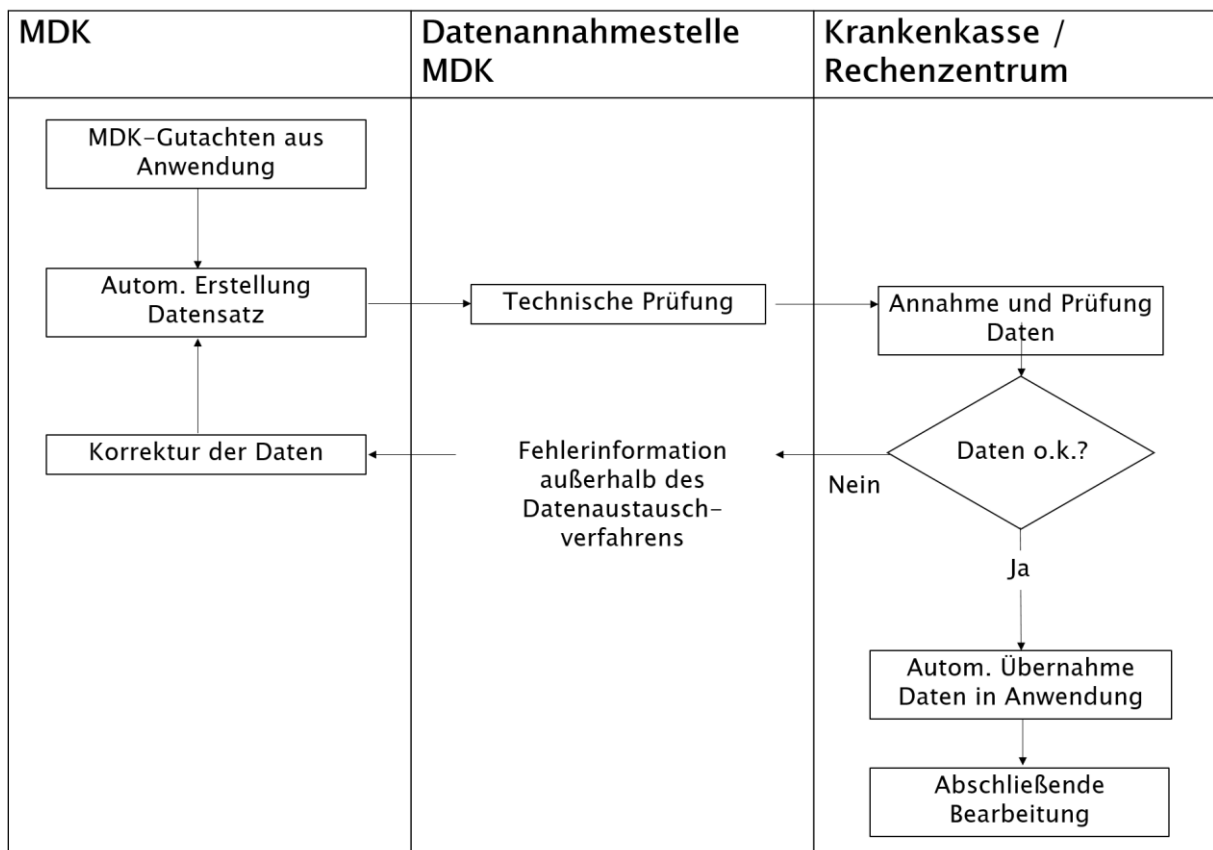 MDK
Datenannahmestelle
MDK
Krankenkasse /
Rechenzentrum
MDK-Gutachten aus
Anwendung
Autom. Erstellung
Datensatz
Technische Prüfung
Annahme und Prüfung
Daten
Korrektur der Daten
Fehlerinformation
außerhalb des
Datenaustausch-
verfahrens
Daten o.k.?
Nein
Ja
Autom. Übernahme
Daten in Anwendung
Abschließende
Bearbeitung